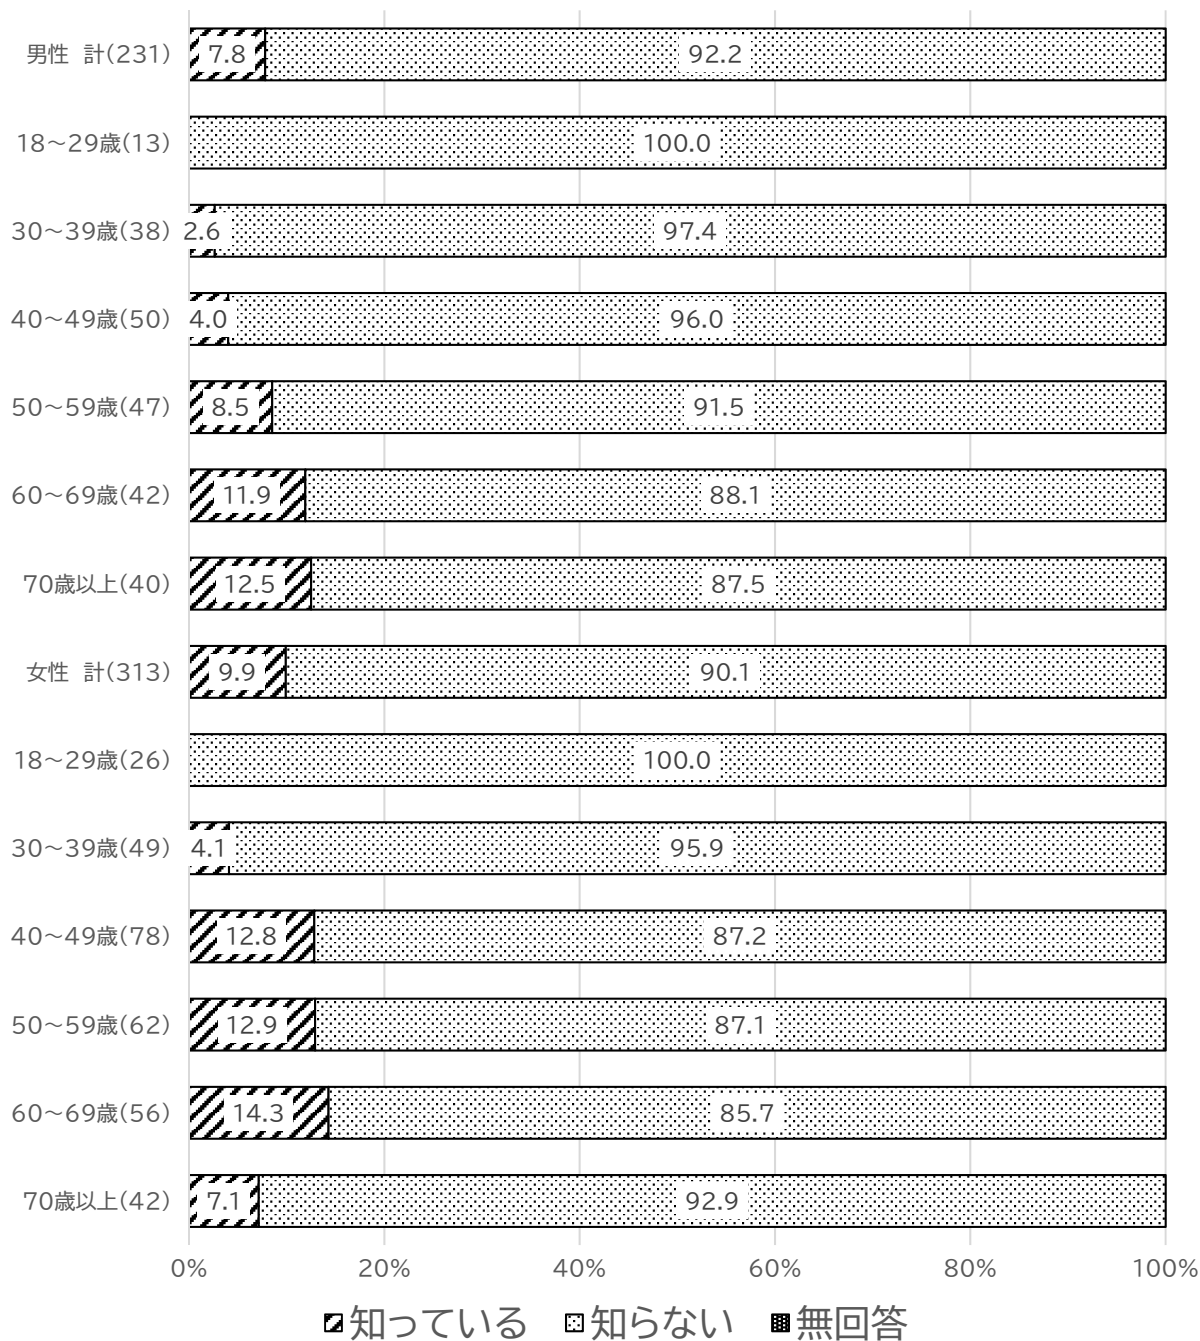 男性 計(231) 7.8 92.2
18～29歳(13) 100.0
30～39歳(38) 2.6 97.4
40～49歳(50) 4.0 96.0
50～59歳(47) 8.5 91.5
60～69歳(42) 11.9 88.1
70歳以上(40) 12.5 87.5
女性 計(313) 9.9 90.1
18～29歳(26) 100.0
30～39歳(49) 4.1 95.9
40～49歳(78) 12.8 87.2
50～59歳(62) 12.9 87.1
60～69歳(56) 14.3 85.7
70歳以上(42) 7.1 92.9
0% 20% 40% 60% 80% 100%
知っている 知らない 無回答